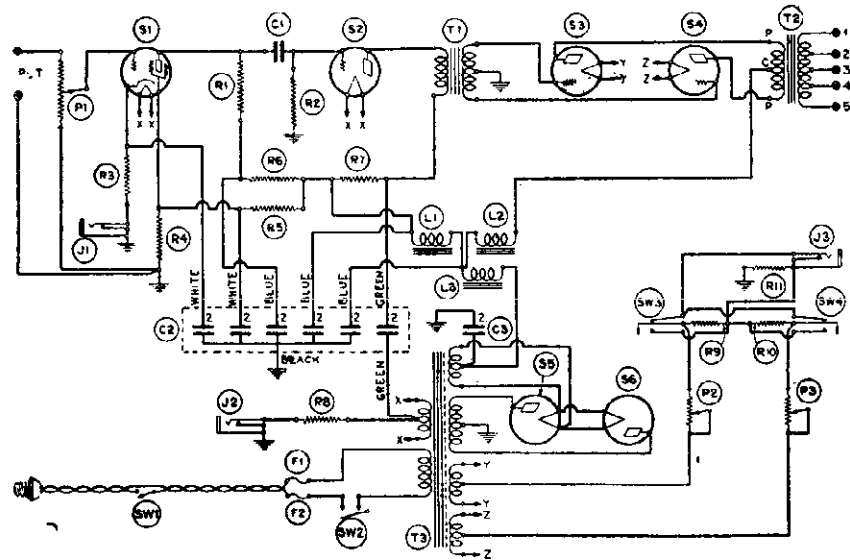 S1
C1
S2
T1
S3
S4
T2
P
1
2
C
3
4
P
5
P.T
P1
R1
R2
X X
X
Y
Y
Z
Z
R3
R6
R7
J1
R4
R5
L1
L2
L3
J3
R11
WHITE
WHITE
BLUE
BLUE
BLUE
GREEN
SW3
SW4
C2
2
2
2
2
2
2
2
C3
R9
R10
BLACK
GREEN
S5
S6
J2
R8
X
X
P2
P3
F1
F2
SW1
SW2
T3
Y
Y
Z
Z